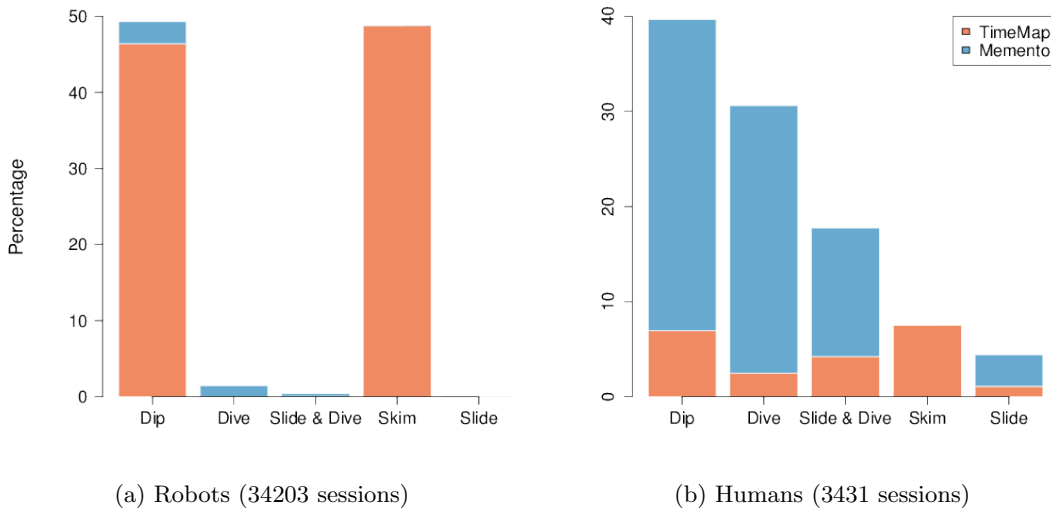 Percentage
50
40
30
20
10
0
Dip Dive Slide & Dive Skim Slide
(a) Robots (34203 sessions)
40
30
20
10
0
TimeMap
Memento
Dip Dive Slide & Dive Skim Slide
(b) Humans (3431 sessions)